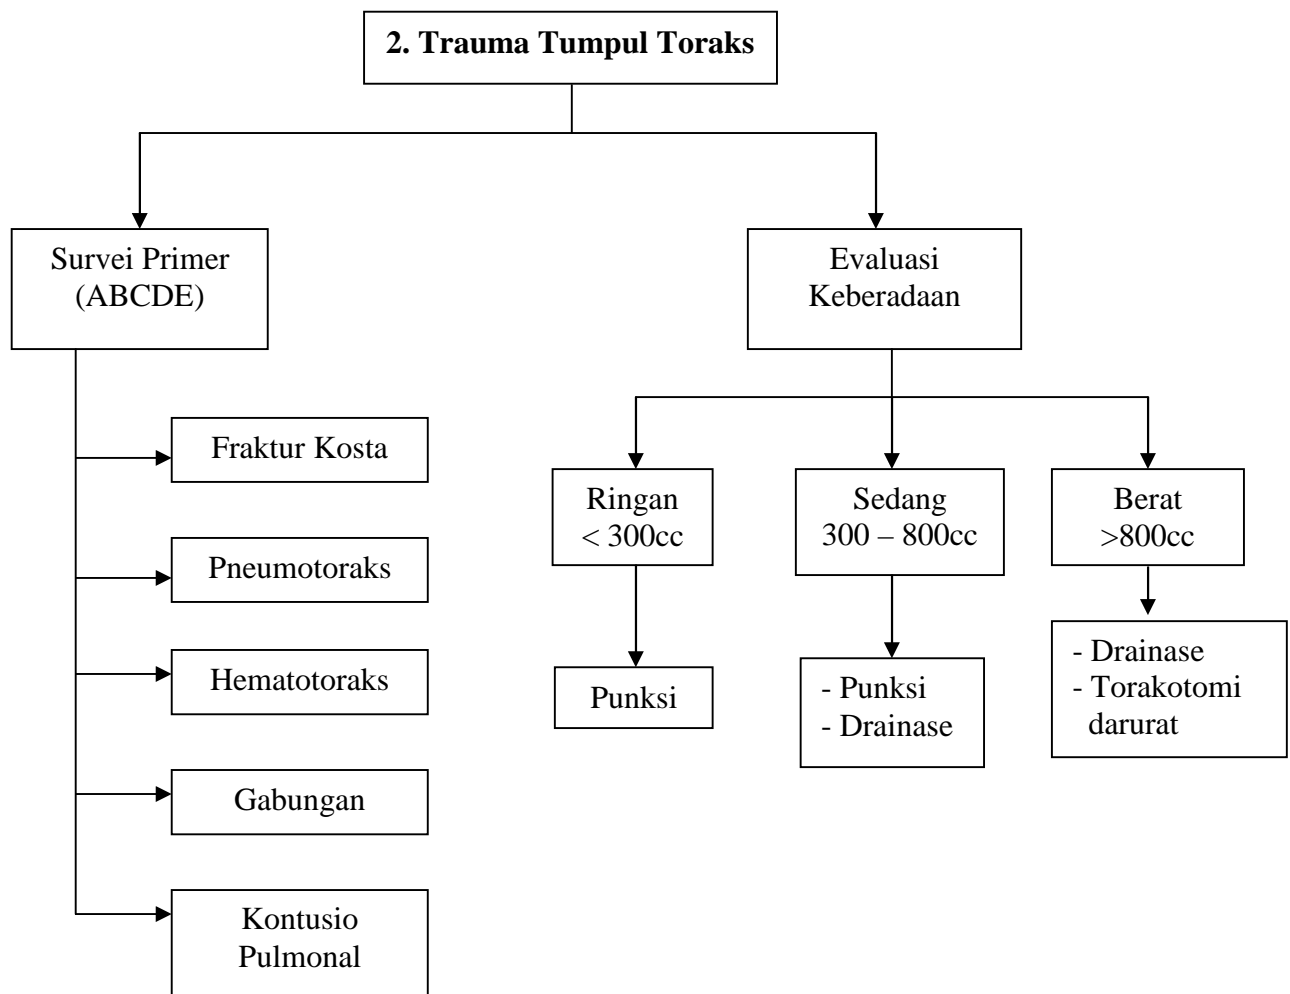 2. Trauma Tumpul Toraks
Survei Primer
(ABCDE)
Fraktur Kosta
Pneumotoraks
Hematotoraks
Gabungan
Kontusio
Pulmonal
Evaluasi
Keberadaan
Ringan
< 300cc
Punksi
Sedang
300 – 800cc
- Punksi
- Drainase
Berat
>800cc
- Drainase
- Torakotomi
darurat